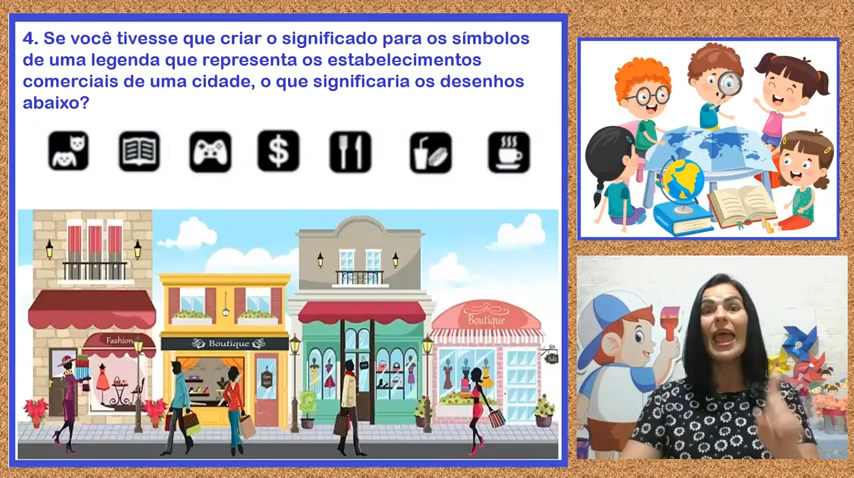 4. Se você tivesse que criar o significado para os símbolos
de uma legenda que representa os estabelecimentos
comerciais de uma cidade, o que significaria os desenhos
abaixo?
$
Fashion
Boutique
Boutique